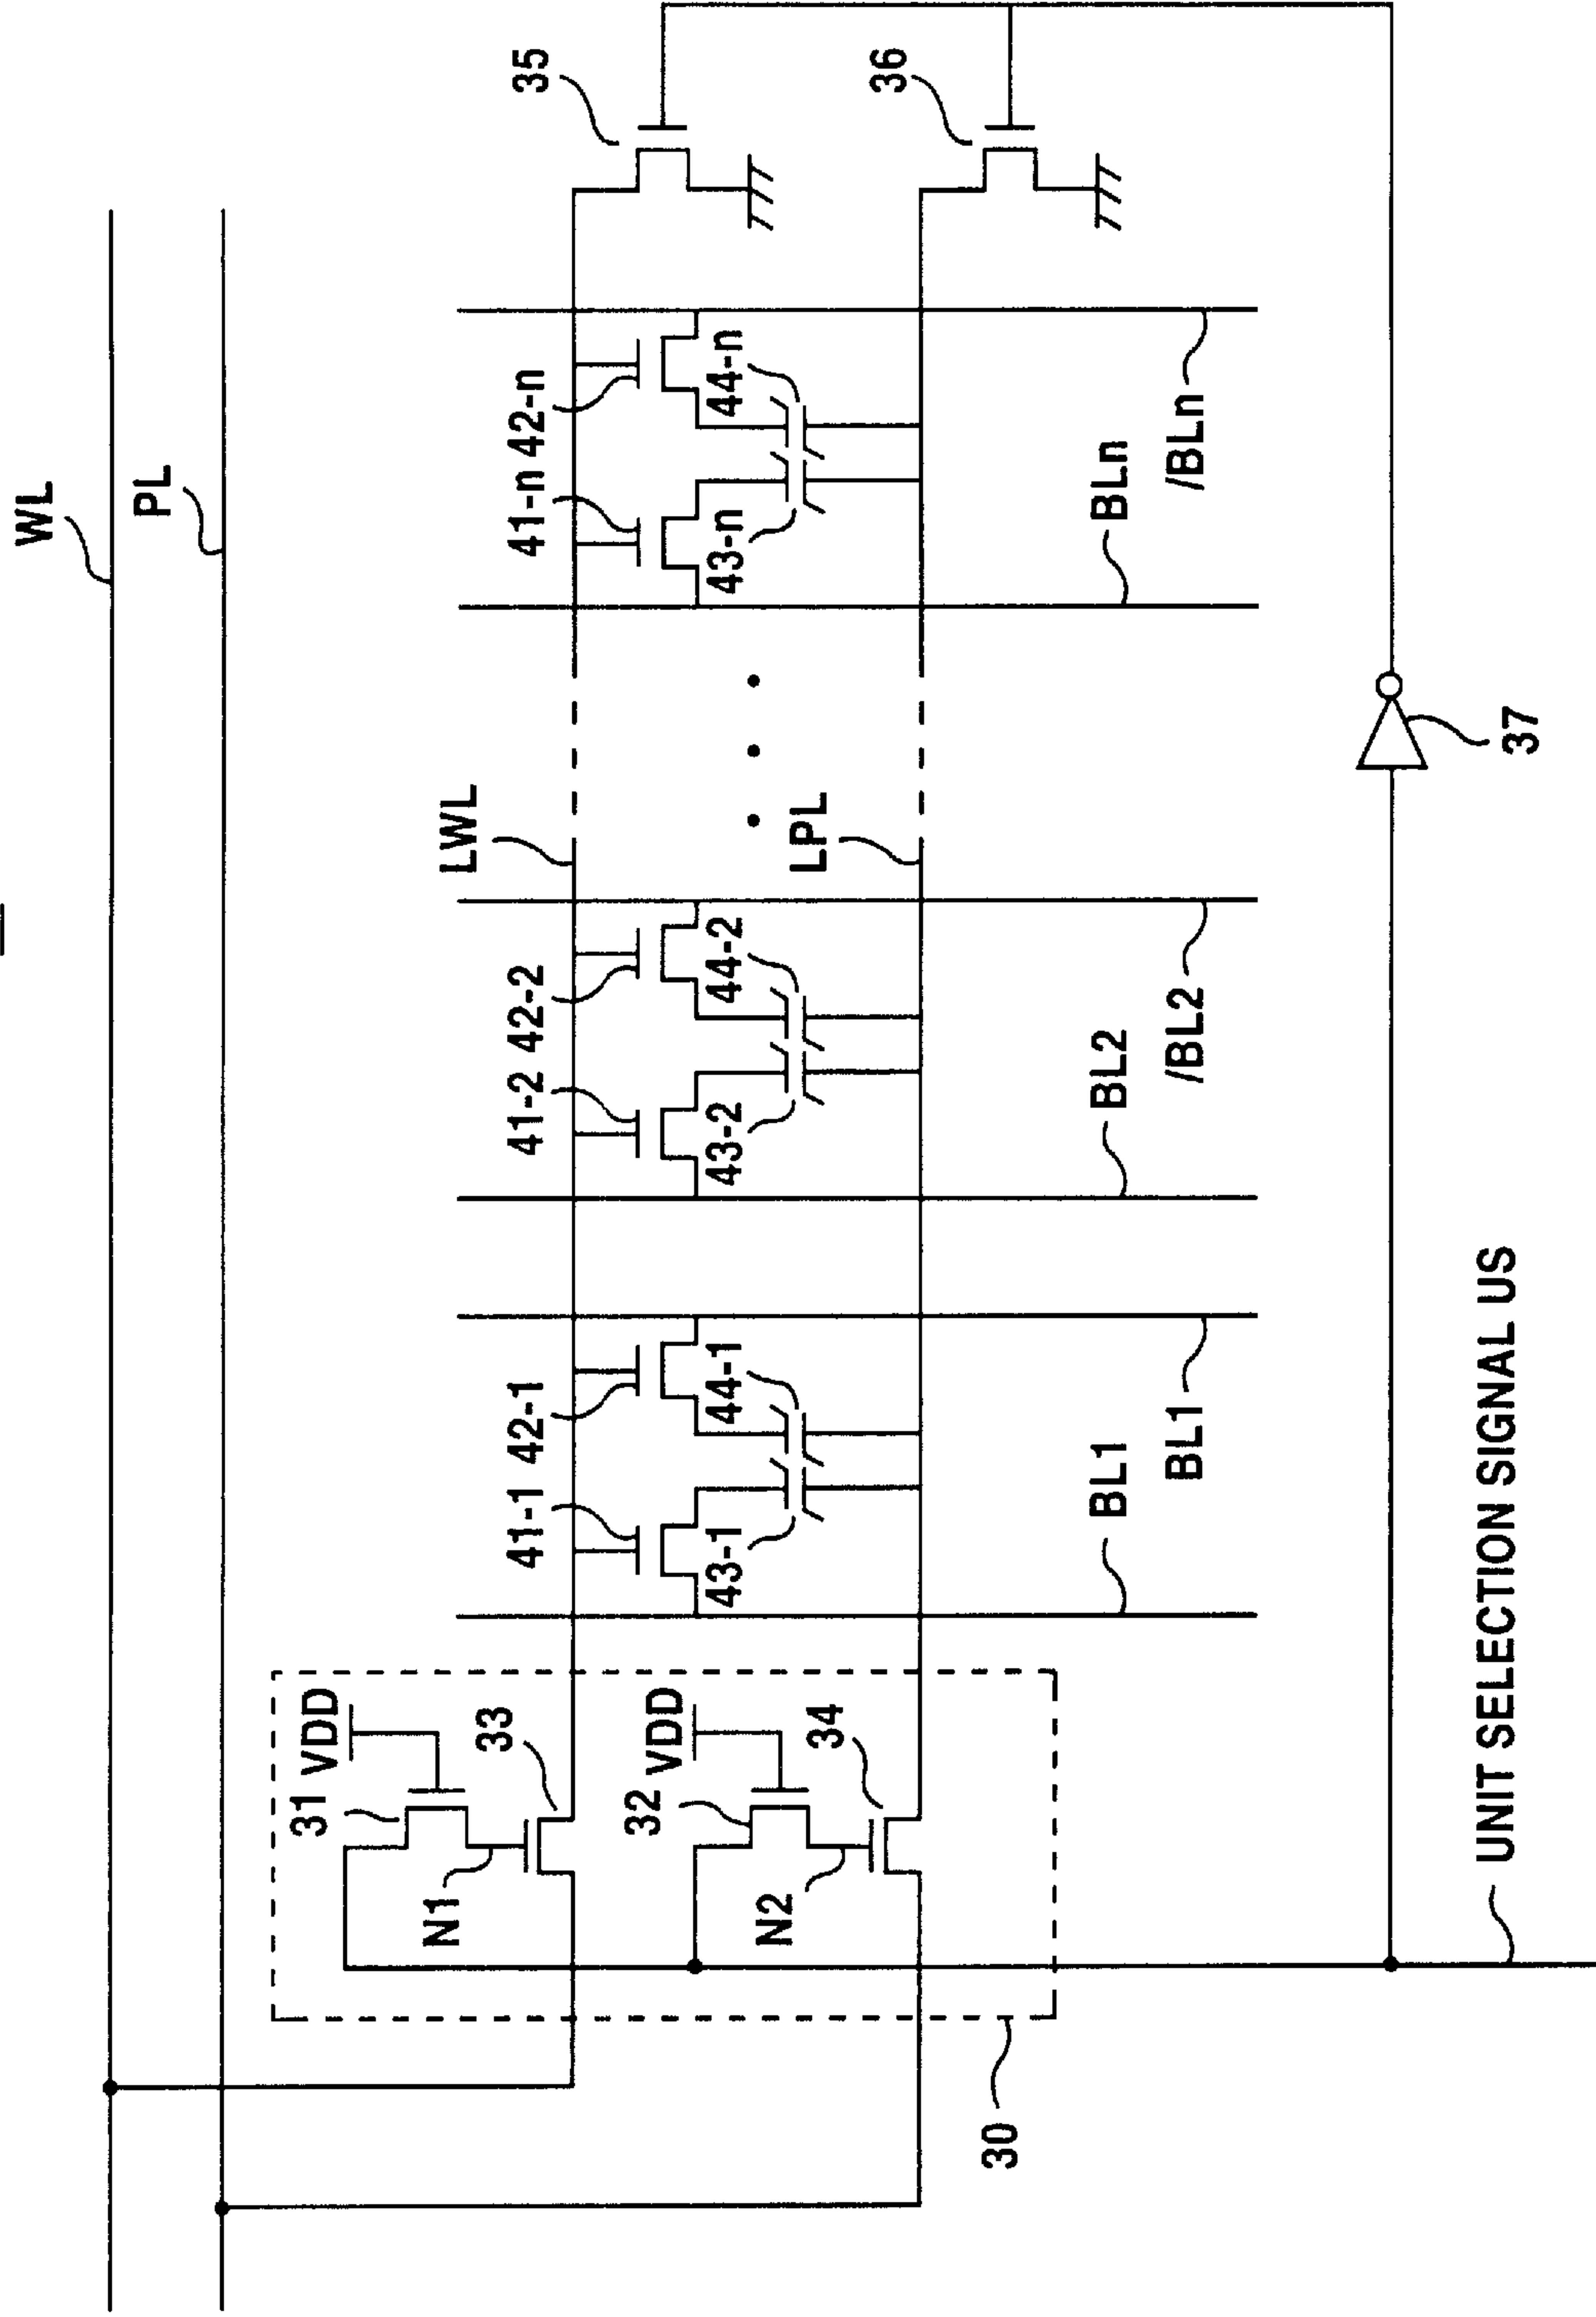 WL
PL
35
36
41-n 42-n
43-n 44-n
BLn
/BLn
LWL
LPL
37
41-2 42-2
43-2 44-2
BL2
/BL2
41-1 42-1
43-1 44-1
BL1
BL1
31 VDD
33
N1
32 VDD
34
N2
30
UNIT SELECTION SIGNAL US